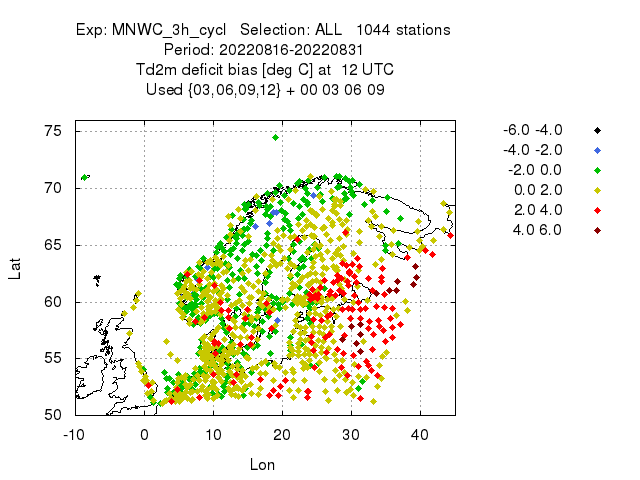 Exp: MNWC_3h_cycl   Selection: ALL   1044 stations
Period: 20220816-20220831
Td2m deficit bias [deg C] at  12 UTC
Used {03,06,09,12} + 00 03 06 09
75
70
65
60
55
50
-10 0 10 20 30 40
Lat
Lon
-6.0 -4.0
-4.0 -2.0
-2.0 0.0
0.0 2.0
2.0 4.0
4.0 6.0